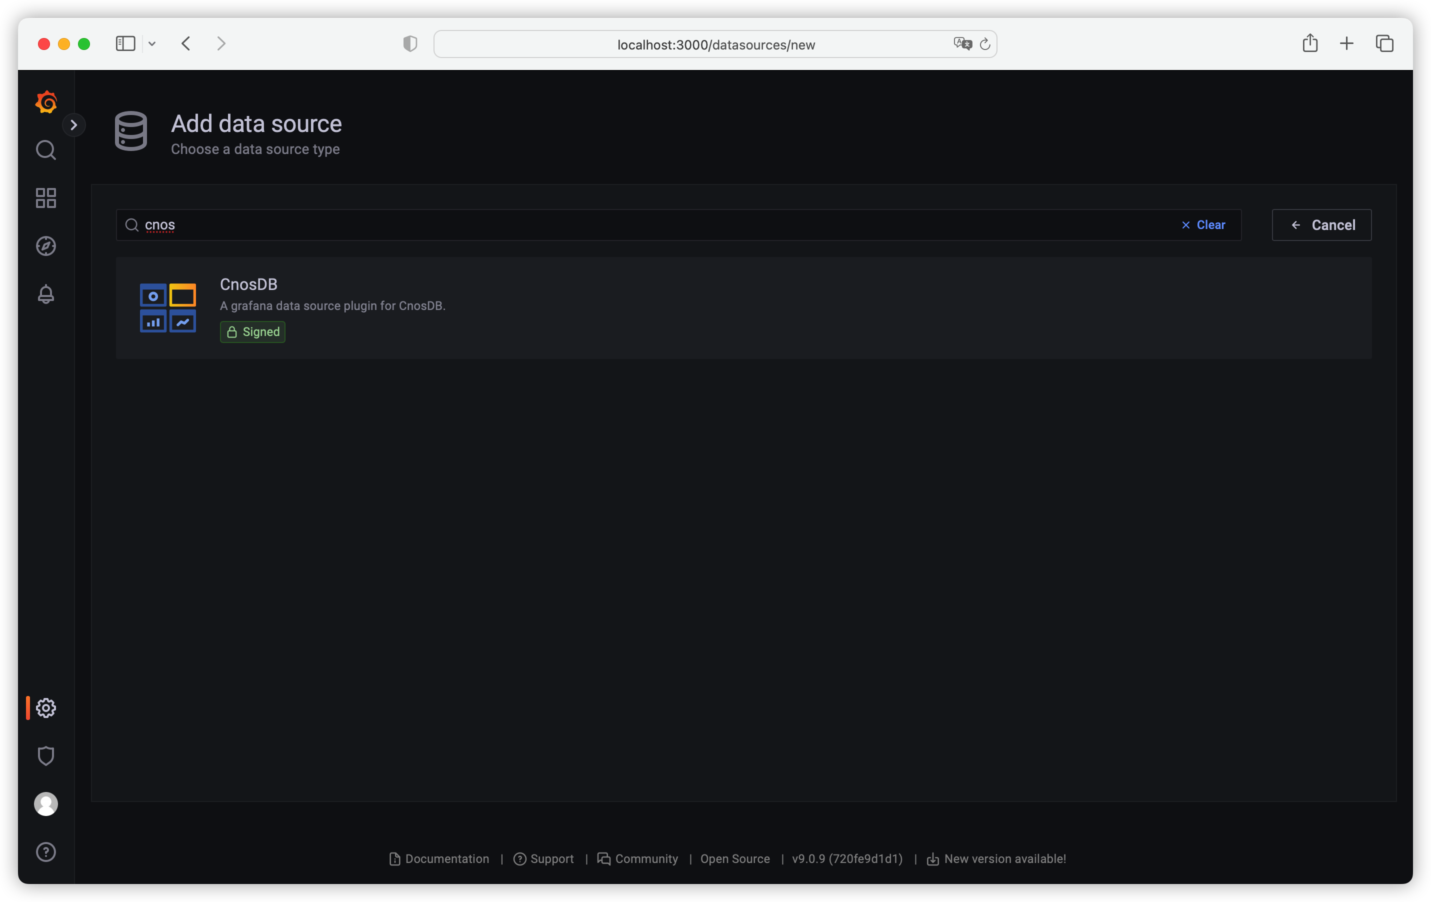 localhost:3000/datasources/new
Add data source
Choose a data source type
cnos
Clear
Cancel
CnosDB
A grafana data source plugin for CnosDB.
Signed
Documentation | Support | Community | Open Source | v9.0.9 (720fe9d1d1) | New version available!